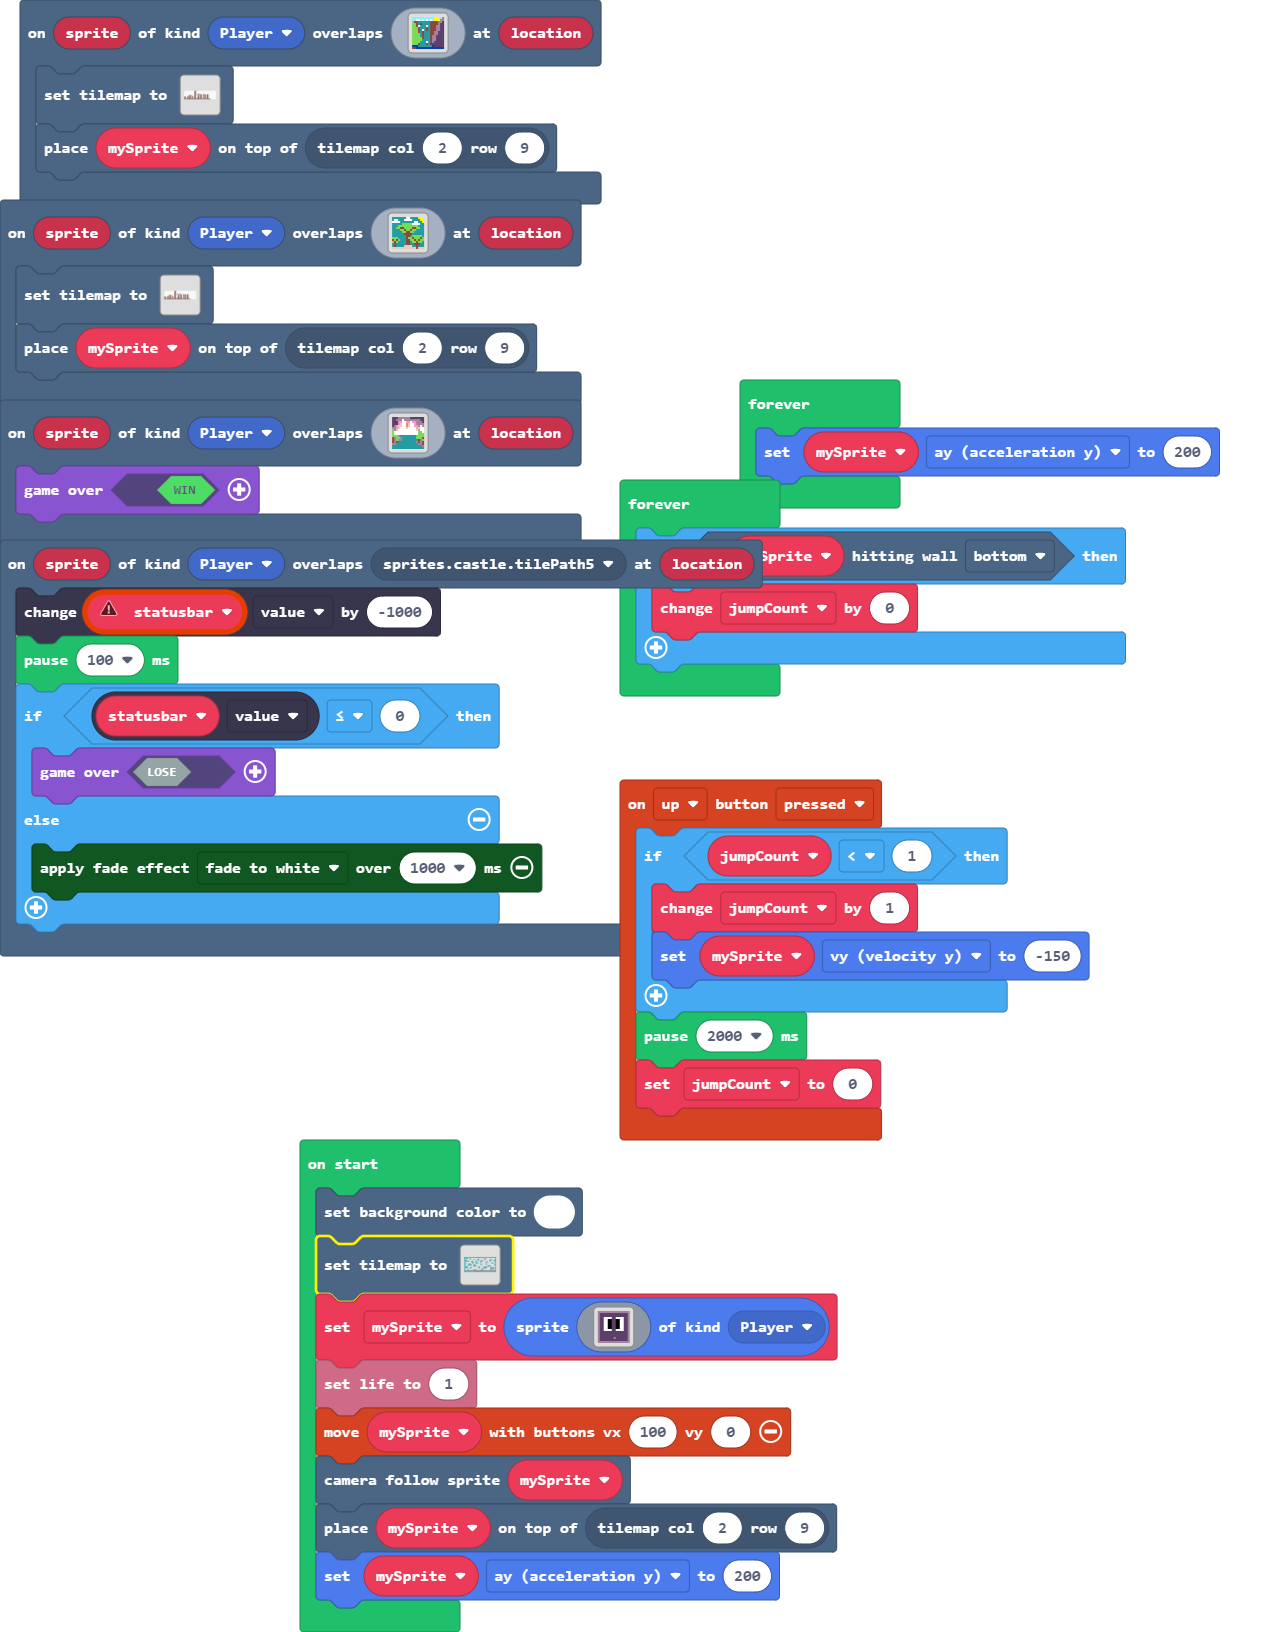 on sprite of kind Player overlaps at location
set tilemap to
place mySprite on top of tilemap col 2 row 9
on sprite of kind Player overlaps at location
set tilemap to
place mySprite on top of tilemap col 2 row 9
on sprite of kind Player overlaps at location
game over WIN
on sprite of kind Player overlaps sprites.castle.tilePath5 at location
change statusbar value by -1000
pause 100 ms
if statusbar value ≤ 0 then
game over LOSE
else
apply fade effect fade to white over 1000 ms
forever
set mySprite ay (acceleration y) to 200
forever
Sprite hitting wall bottom then
change jumpCount by 0
on up button pressed
if jumpCount < 1 then
change jumpCount by 1
set mySprite vy (velocity y) to -150
pause 2000 ms
set jumpCount to 0
on start
set background color to
set tilemap to
set mySprite to sprite of kind Player
set life to 1
move mySprite with buttons vx 100 vy 0
camera follow sprite mySprite
place mySprite on top of tilemap col 2 row 9
set mySprite ay (acceleration y) to 200